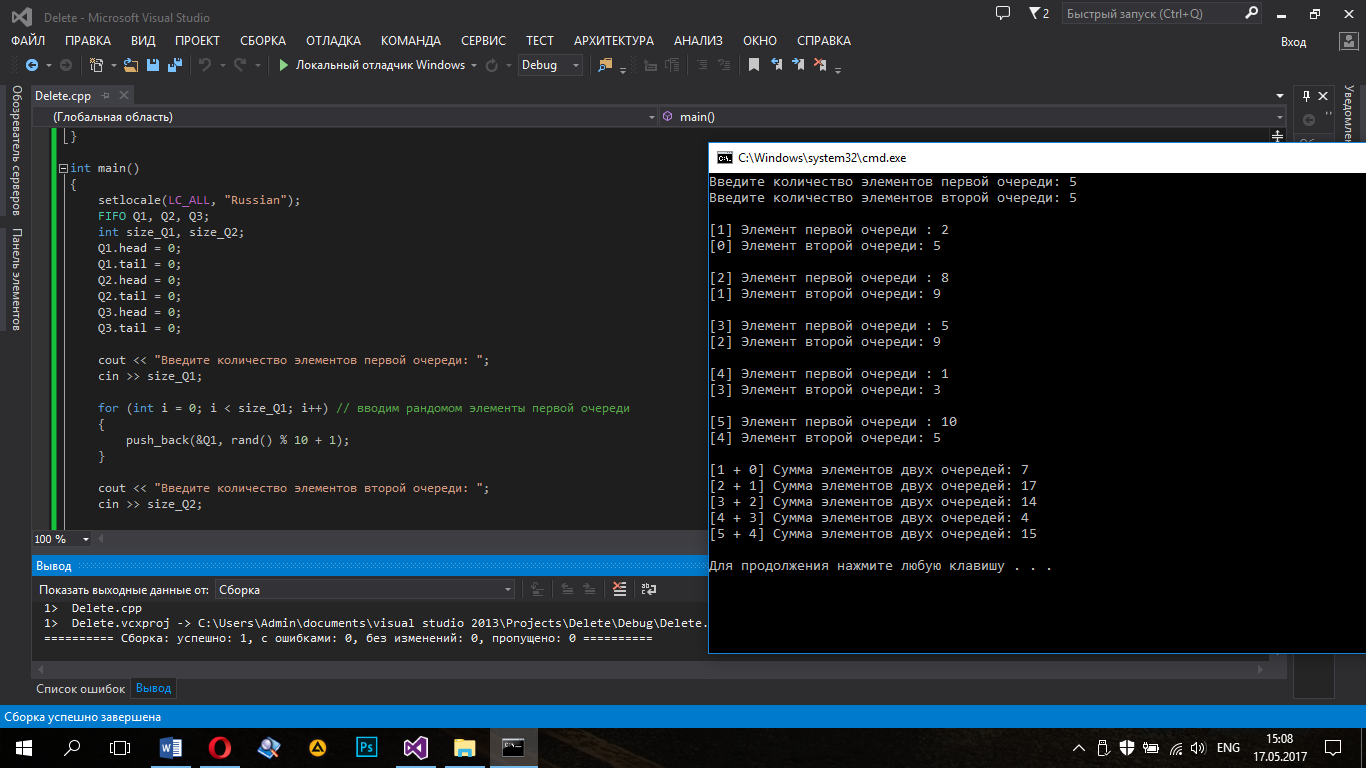 Delete - Microsoft Visual Studio
2
Быстрый запуск (Ctrl+Q)
ФАЙЛ ПРАВКА ВИД ПРОЕКТ СБОРКА ОТЛАДКА КОМАНДА СЕРВИС ТЕСТ АРХИТЕКТУРА АНАЛИЗ ОКНО СПРАВКА
Вход
Локальный отладчик Windows
Debug
Обозреватель серверов
Панель элементов
Delete.cpp
(Глобальная область)
main()
}
int main()
{
setlocale(LC_ALL, "Russian");
FIFO Q1, Q2, Q3;
int size_Q1, size_Q2;
Q1.head = 0;
Q1.tail = 0;
Q2.head = 0;
Q2.tail = 0;
Q3.head = 0;
Q3.tail = 0;
cout << "Введите количество элементов первой очереди: ";
cin >> size_Q1;
for (int i = 0; i < size_Q1; i++) // вводим рандомом элементы первой очереди
{
push_back(&Q1, rand() % 10 + 1);
}
cout << "Введите количество элементов второй очереди: ";
cin >> size_Q2;
100 %
Вывод
Показать выходные данные от: Сборка
1> Delete.cpp
1> Delete.vcxproj -> C:\Users\Admin\documents\visual studio 2013\Projects\Delete\Debug\Delete.
========== Сборка: успешно: 1, с ошибками: 0, без изменений: 0, пропущено: 0 ==========
Список ошибок Вывод
Сборка успешно завершена
C:\Windows\system32\cmd.exe
Введите количество элементов первой очереди: 5
Введите количество элементов второй очереди: 5
[1] Элемент первой очереди : 2
[0] Элемент второй очереди: 5
[2] Элемент первой очереди : 8
[1] Элемент второй очереди: 9
[3] Элемент первой очереди : 5
[2] Элемент второй очереди: 9
[4] Элемент первой очереди : 1
[3] Элемент второй очереди: 3
[5] Элемент первой очереди : 10
[4] Элемент второй очереди: 5
[1 + 0] Сумма элементов двух очередей: 7
[2 + 1] Сумма элементов двух очередей: 17
[3 + 2] Сумма элементов двух очередей: 14
[4 + 3] Сумма элементов двух очередей: 4
[5 + 4] Сумма элементов двух очередей: 15
Для продолжения нажмите любую клавишу . . .
Ps
ENG
15:08
17.05.2017